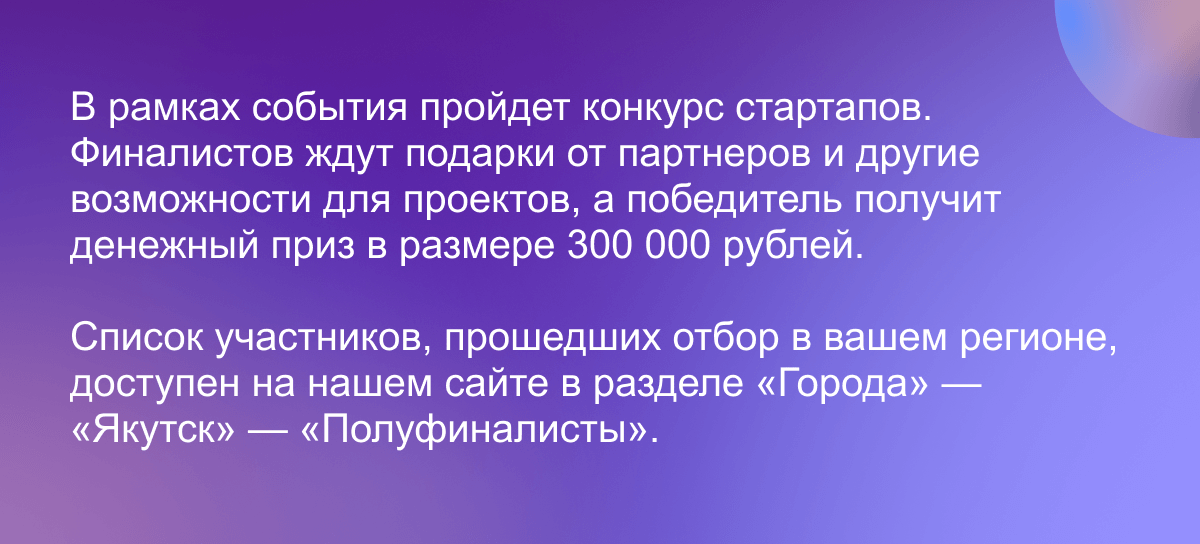 В рамках события пройдет конкурс стартапов.
Финалистов ждут подарки от партнеров и другие
возможности для проектов, а победитель получит
денежный приз в размере 300 000 рублей.
Список участников, прошедших отбор в вашем регионе,
доступен на нашем сайте в разделе «Города» —
«Якутск» — «Полуфиналисты».